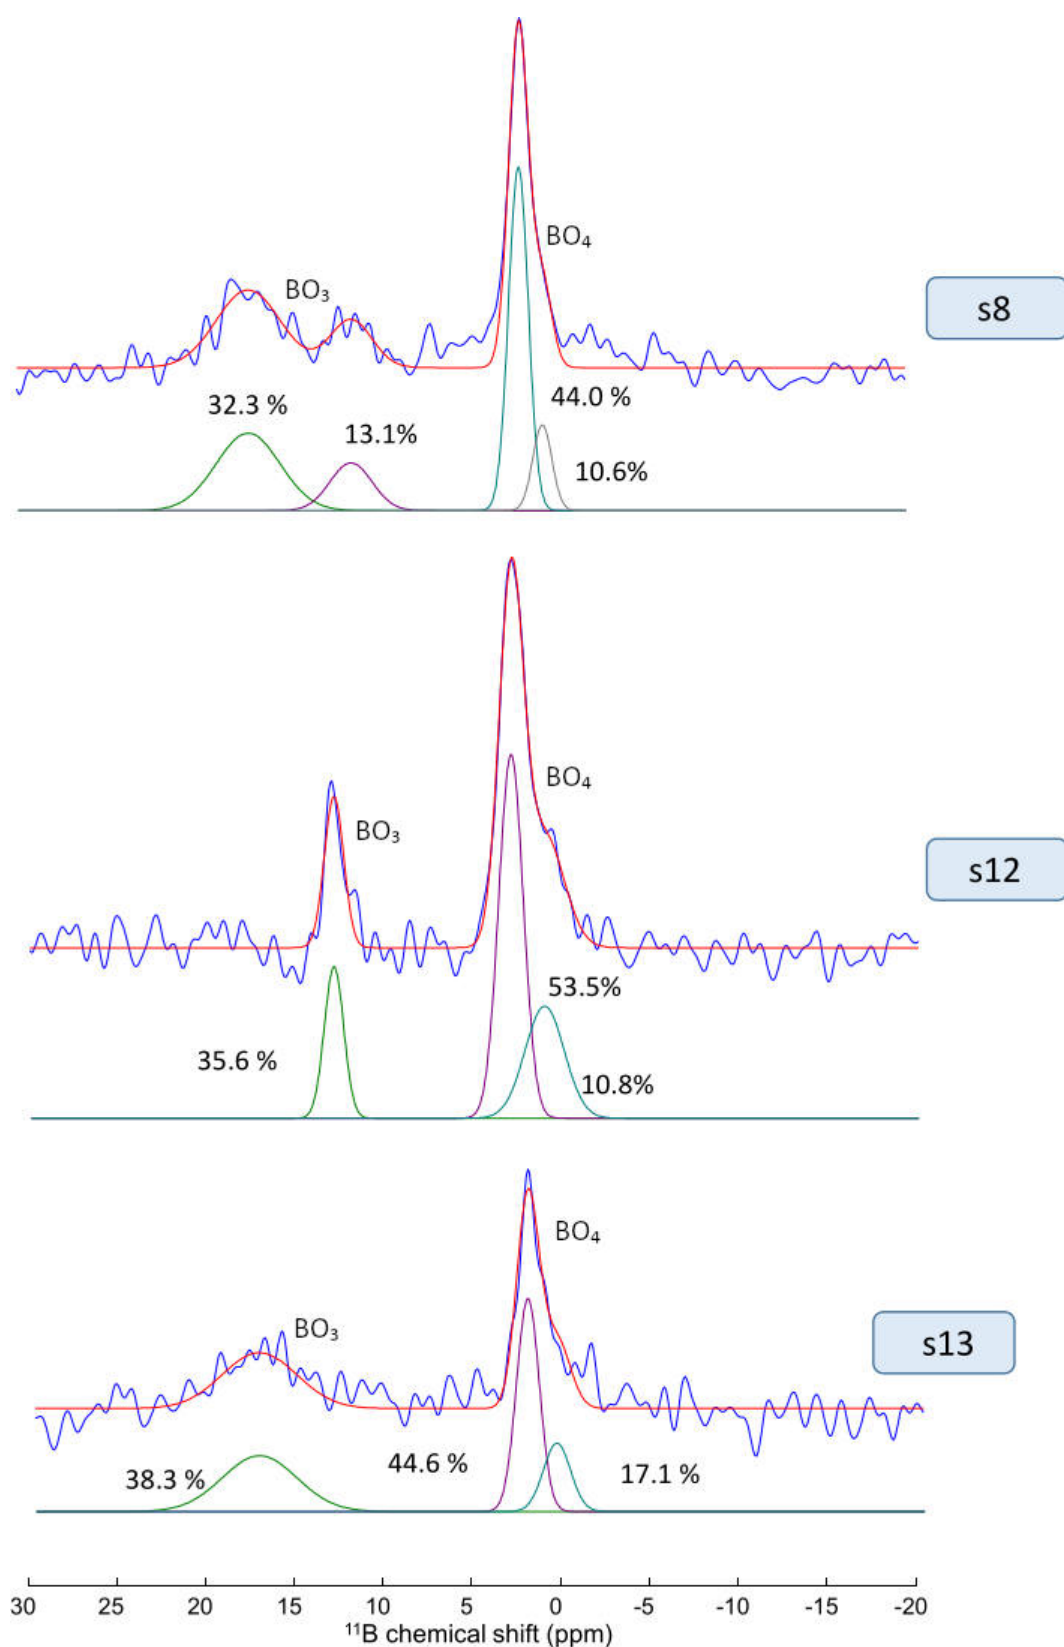 BO₄
s8
BO₃
44.0 %
32.3 %
13.1%
10.6%
BO₄
BO₃
s12
53.5%
35.6 %
10.8%
BO₄
BO₃
s13
44.6 %
38.3 %
17.1 %
30 25 20 15 10 5 0 -5 -10 -15 -20
¹¹B chemical shift (ppm)